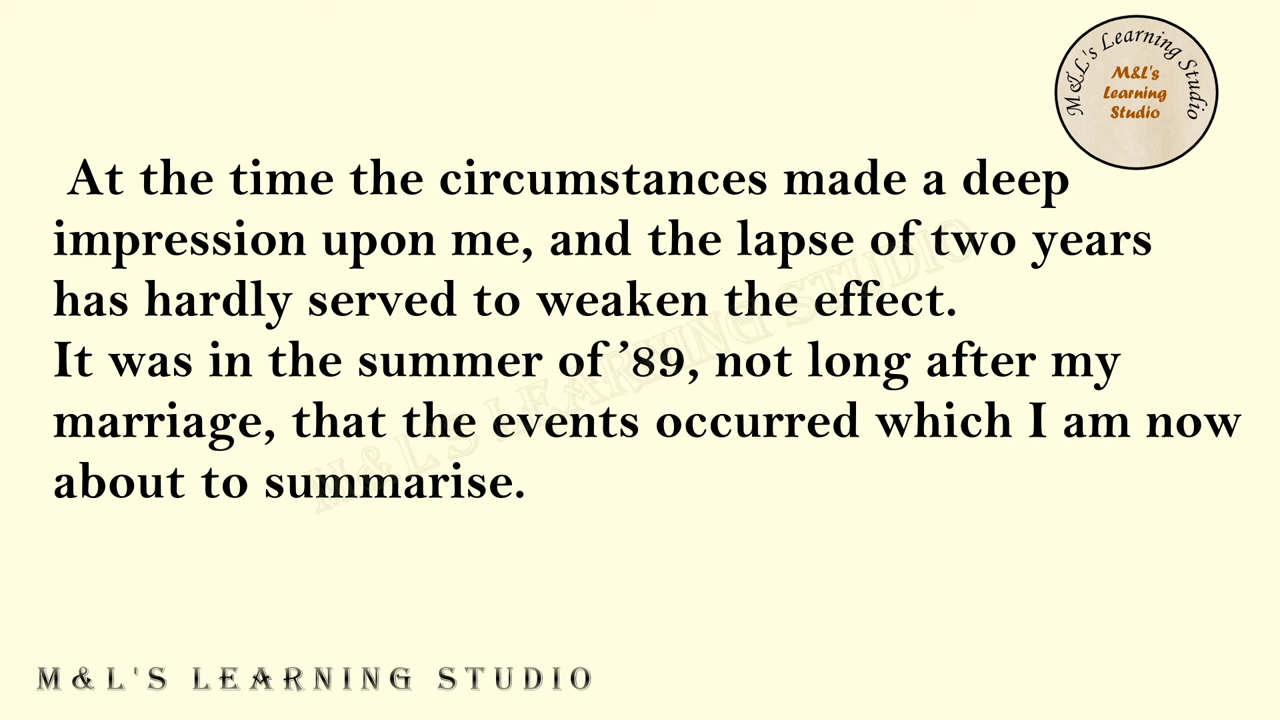 M&L's Learning Studio
M&L's
Learning
Studio
At the time the circumstances made a deep
impression upon me, and the lapse of two years
has hardly served to weaken the effect.
It was in the summer of ’89, not long after my
marriage, that the events occurred which I am now
about to summarise.
M&L'S LEARNING STUDIO
M&L'S LEARNING STUDIO